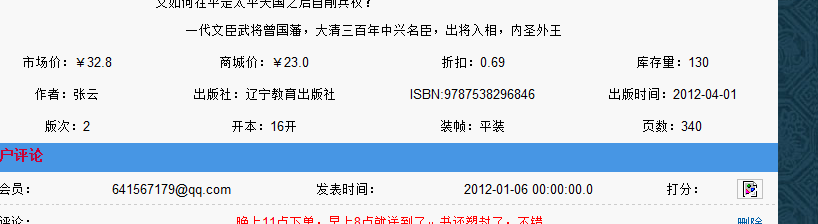 又如何在平定太平天国之后自削兵权？
一代文臣武将曾国藩，大清三百年中兴名臣，出将入相，内圣外王
市场价：￥32.8 商城价：￥23.0 折扣：0.69 库存量：130
作者：张云 出版社：辽宁教育出版社 ISBN:9787538296846 出版时间：2012-04-01
版次：2 开本：16开 装帧：平装 页数：340
户评论
会员： 641567179@qq.com 发表时间： 2012-01-06 00:00:00.0 打分：
评论： 晚上11点下单，早上8点就送到了。书还塑封了，不错 删除